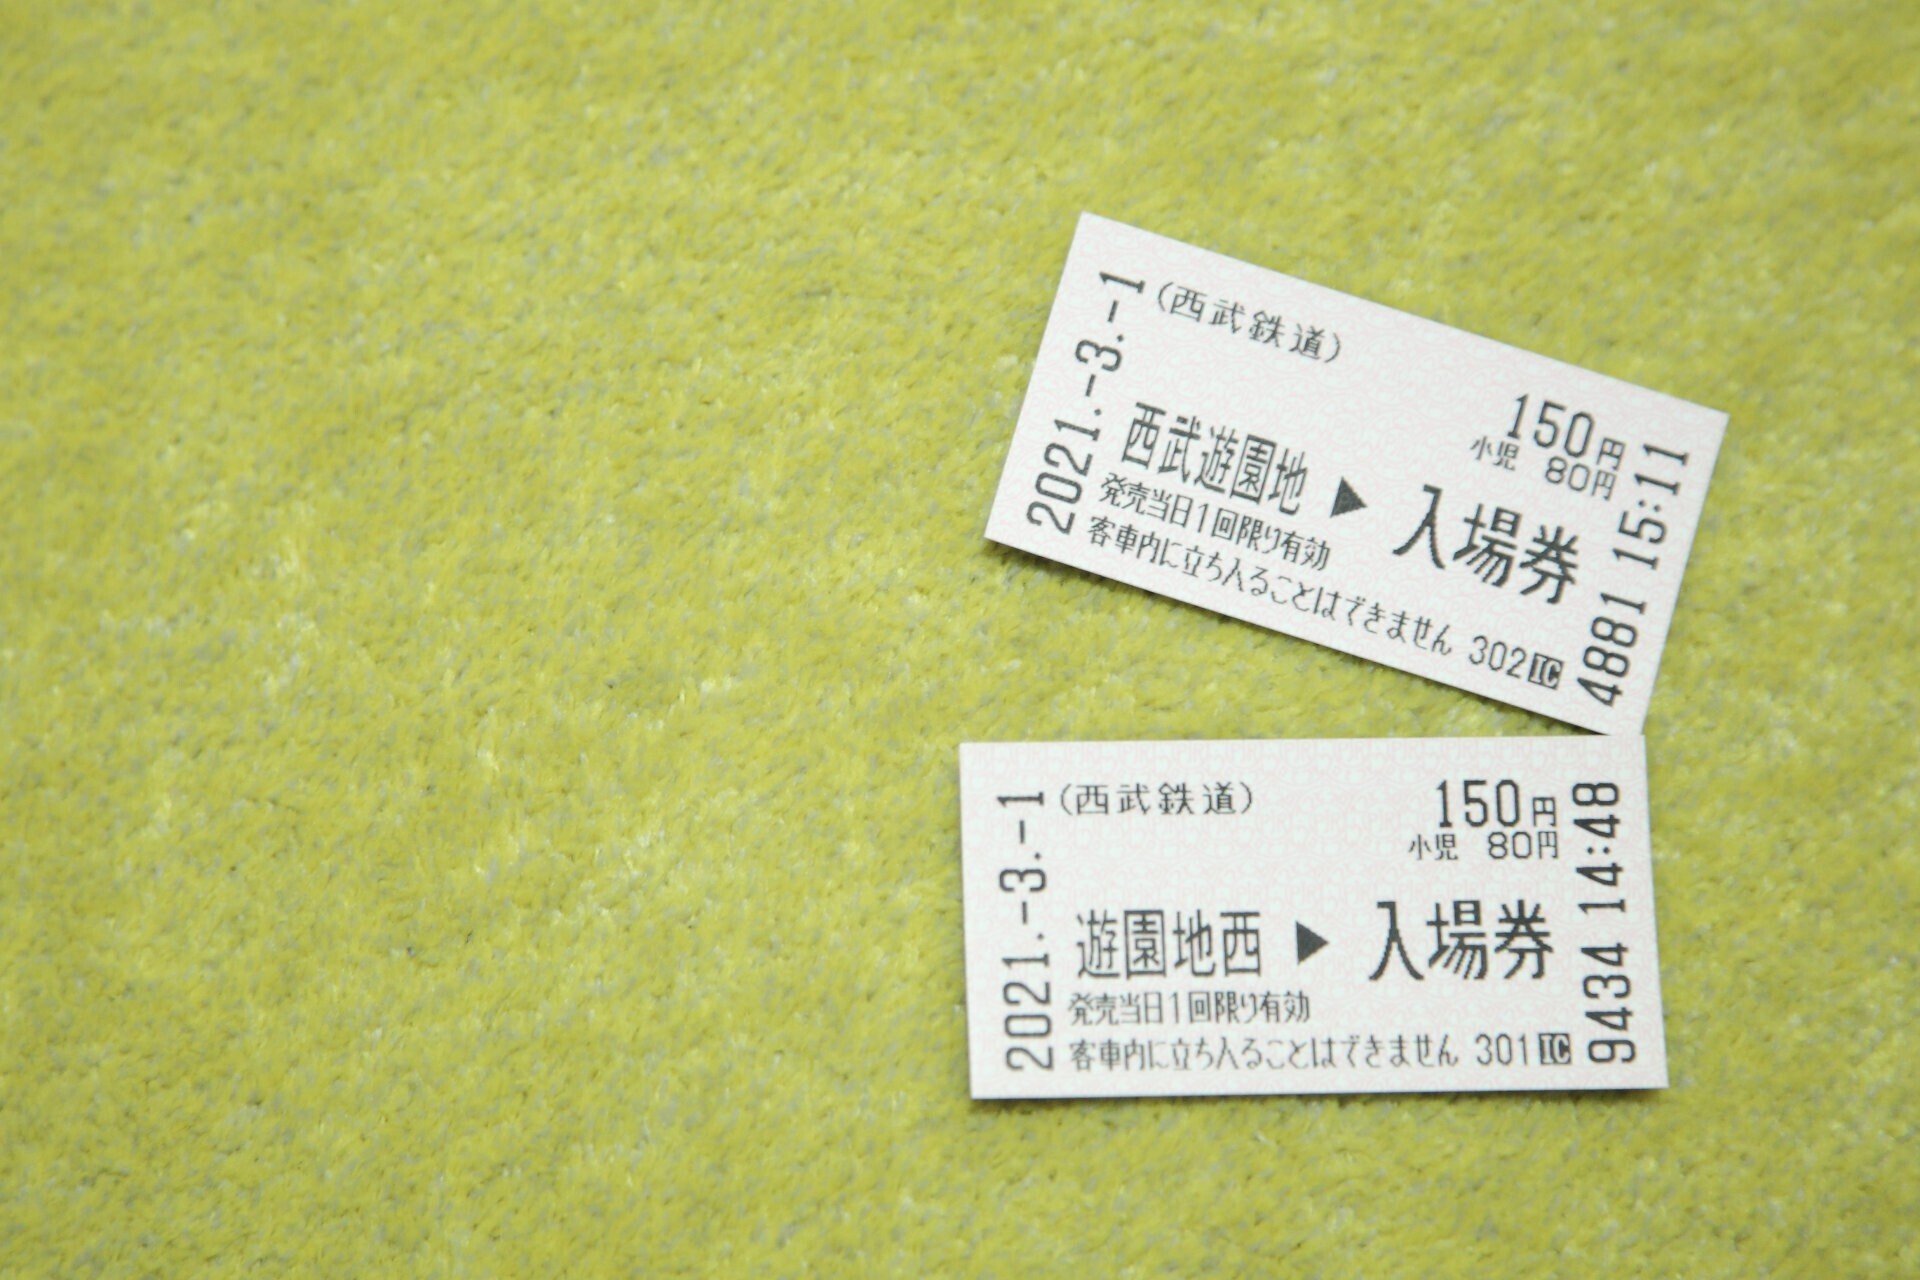 2021.-3.-1
(西武鉄道)
150円
小児 80円
西武遊園地▶入場券
発売当日1回限り有効
客車内に立ち入ることはできません 302IC
4881 15:11
2021.-3.-1
(西武鉄道)
150円
小児 80円
遊園地西▶入場券
発売当日1回限り有効
客車内に立ち入ることはできません 301IC
9434 14:48